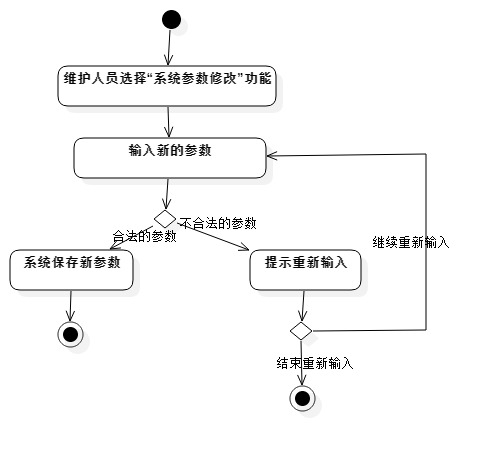 维护人员选择“系统参数修改”功能
输入新的参数
不合法的参数
合法的参数
继续重新输入
系统保存新参数
提示重新输入
结束重新输入